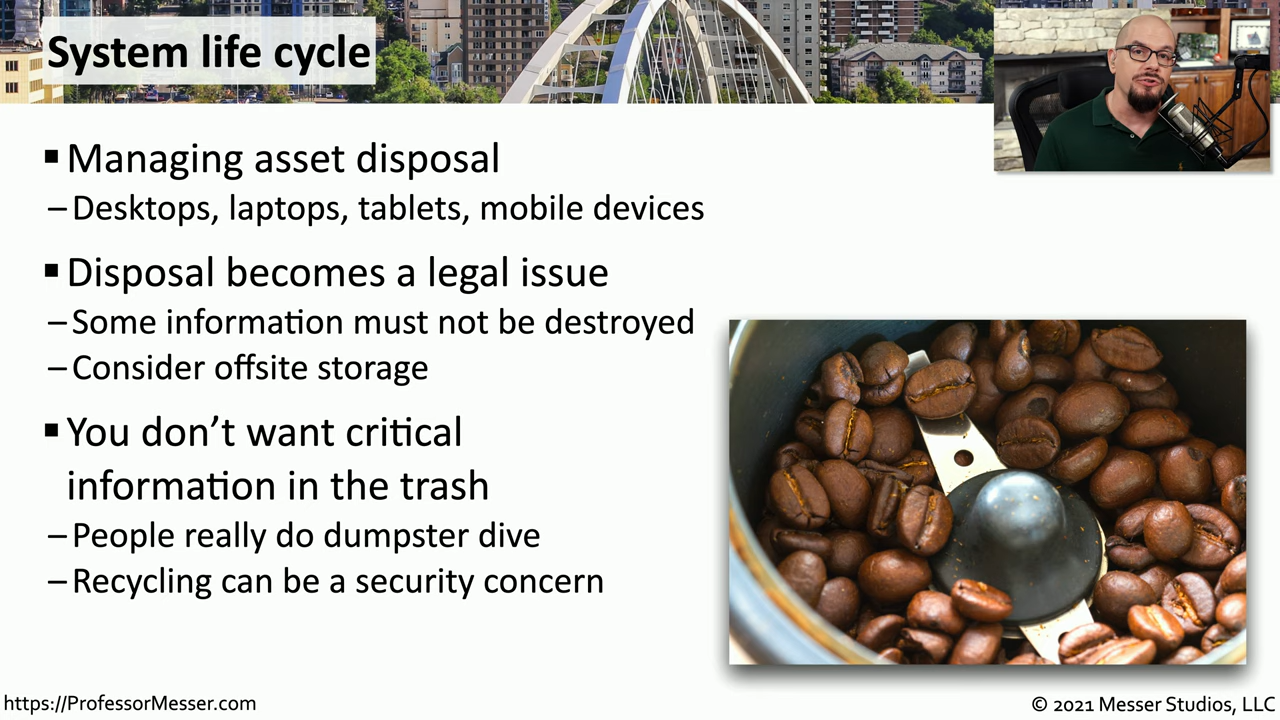 System life cycle
▪ Managing asset disposal
– Desktops, laptops, tablets, mobile devices
▪ Disposal becomes a legal issue
– Some information must not be destroyed
– Consider offsite storage
▪ You don’t want critical
information in the trash
– People really do dumpster dive
– Recycling can be a security concern
https://ProfessorMesser.com
© 2021 Messer Studios, LLC